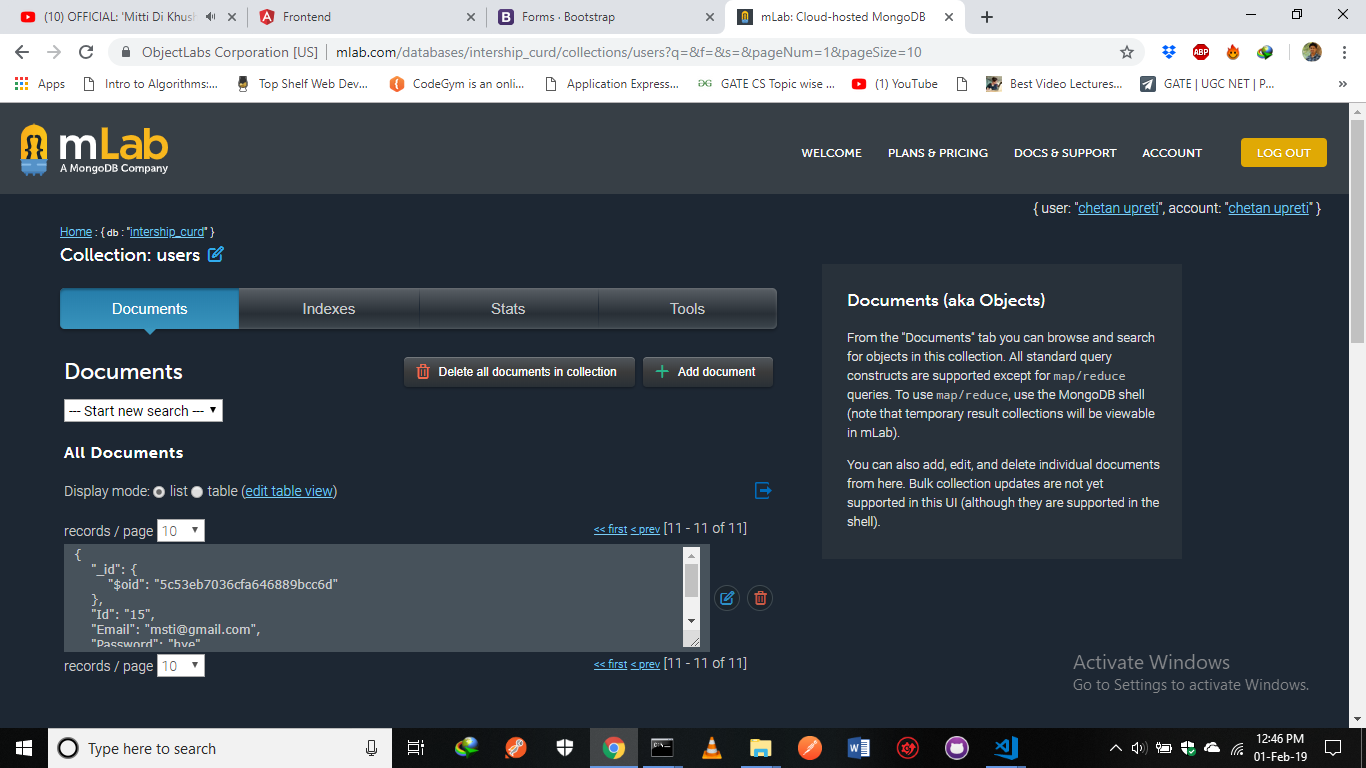 (10) OFFICIAL: 'Mitti Di Khush
Frontend
Forms · Bootstrap
mLab: Cloud-hosted MongoDB
ObjectLabs Corporation [US] | mlab.com/databases/intership_curd/collections/users?q=&f=&s=&pageNum=1&pageSize=10
ABP
Apps
Intro to Algorithms:...
Top Shelf Web Dev...
CodeGym is an onli...
Application Express...
GATE CS Topic wise ...
(1) YouTube
Best Video Lectures...
GATE | UGC NET | P...
»
mLab
A MongoDB Company
WELCOME
PLANS & PRICING
DOCS & SUPPORT
ACCOUNT
LOG OUT
{ user: "chetan upreti", account: "chetan upreti" }
Home : { db : "intership_curd" }
Collection: users
Documents
Indexes
Stats
Tools
Documents
Delete all documents in collection
Add document
--- Start new search ---
All Documents
Display mode: list table (edit table view)
records / page 10
<< first < prev [11 - 11 of 11]
{
"_id": {
"$oid": "5c53eb7036cfa646889bcc6d"
},
"Id": "15",
"Email": "msti@gmail.com",
"Password": "bye"
records / page 10
<< first < prev [11 - 11 of 11]
Documents (aka Objects)
From the "Documents" tab you can browse and search
for objects in this collection. All standard query
constructs are supported except for map/reduce
queries. To use map/reduce, use the MongoDB shell
(note that temporary result collections will be viewable
in mLab).
You can also add, edit, and delete individual documents
from here. Bulk collection updates are not yet
supported in this UI (although they are supported in the
shell).
Activate Windows
Go to Settings to activate Windows.
Type here to search
12:46 PM
01-Feb-19